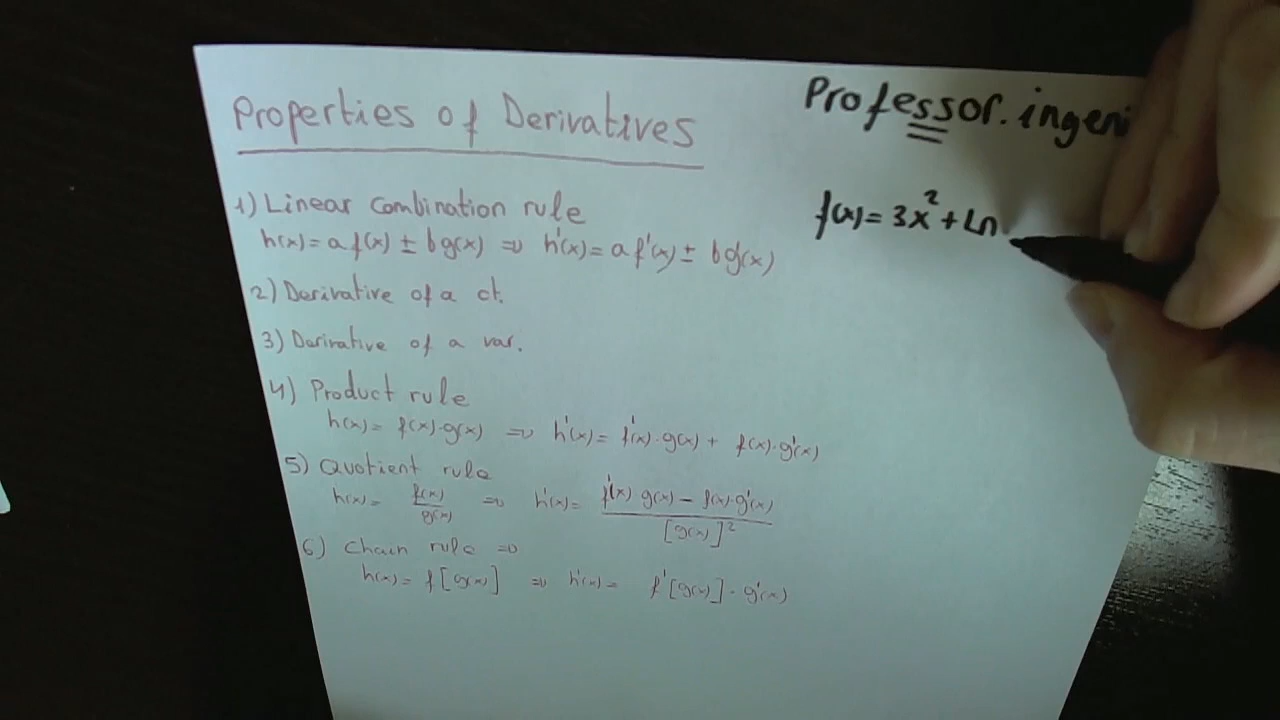 Properties of Derivatives
Professor.ingeni
1) Linear Combination rule
h(x) = a f(x) ± b g(x) ⇒ h'(x) = a f'(x) ± b g'(x)
f(x) = 3x² + Ln
2) Derivative of a ct.
3) Derivative of a var.
4) Product rule
h(x) = f(x)·g(x) ⇒ h'(x) = f'(x)·g(x) + f(x)·g'(x)
5) Quotient rule
h(x) = f(x)/g(x) ⇒ h'(x) = f'(x) g(x) − f(x)·g'(x) / [g(x)]²
6) Chain rule ⇒
h(x) = f[g(x)] ⇒ h'(x) = f'[g(x)]·g'(x)